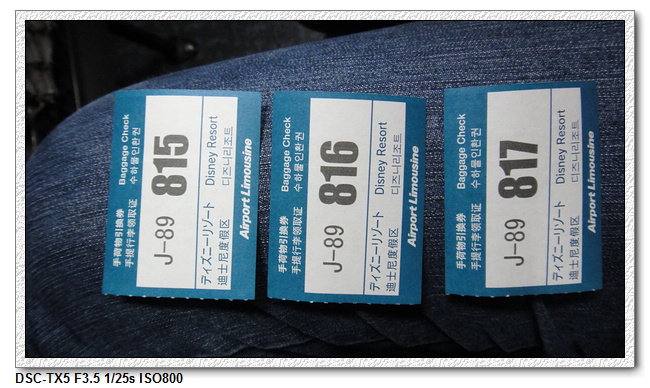 手荷物引換券 Baggage Check
手提行李领取证 수하물인환권
J-89 815
ディズニーリゾート Disney Resort
迪士尼度假区 디즈니리조트
Airport Limousine
手荷物引換券 Baggage Check
手提行李领取证 수하물인환권
J-89 816
ディズニーリゾート Disney Resort
迪士尼度假区 디즈니리조트
Airport Limousine
手荷物引換券 Baggage Check
手提行李领取证 수하물인환권
J-89 817
ディズニーリゾート Disney Resort
迪士尼度假区 디즈니리조트
Airport Limousine
DSC-TX5 F3.5 1/25s ISO800